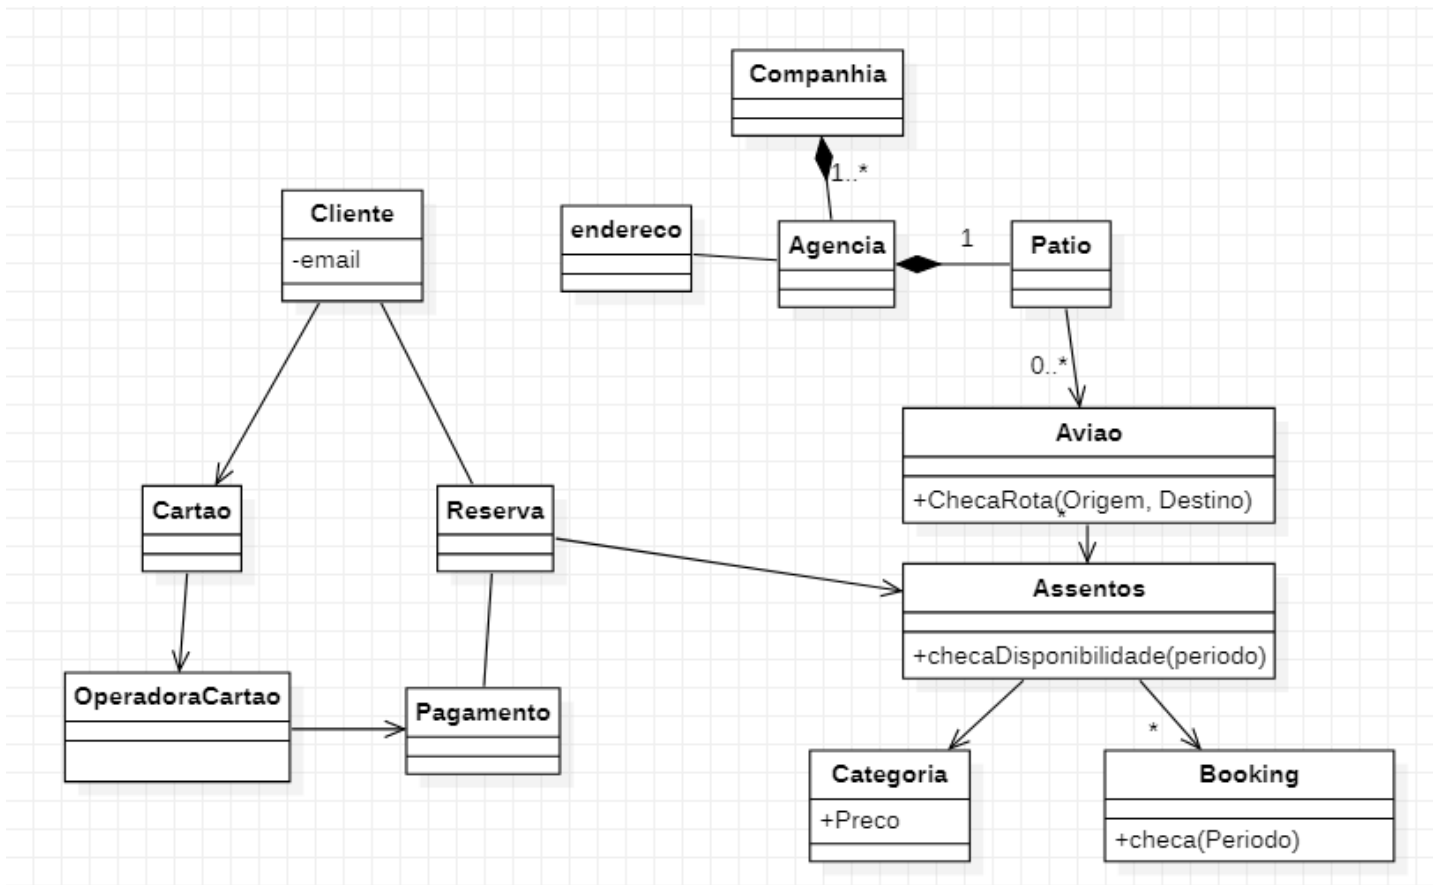 Companhia
1..*
Cliente
-email
endereco
Agencia
1
Patio
0..*
Aviao
+ChecaRota(Origem, Destino)
*
Cartao
Reserva
Assentos
+checaDisponibilidade(periodo)
OperadoraCartao
Pagamento
*
Categoria
+Preco
Booking
+checa(Periodo)